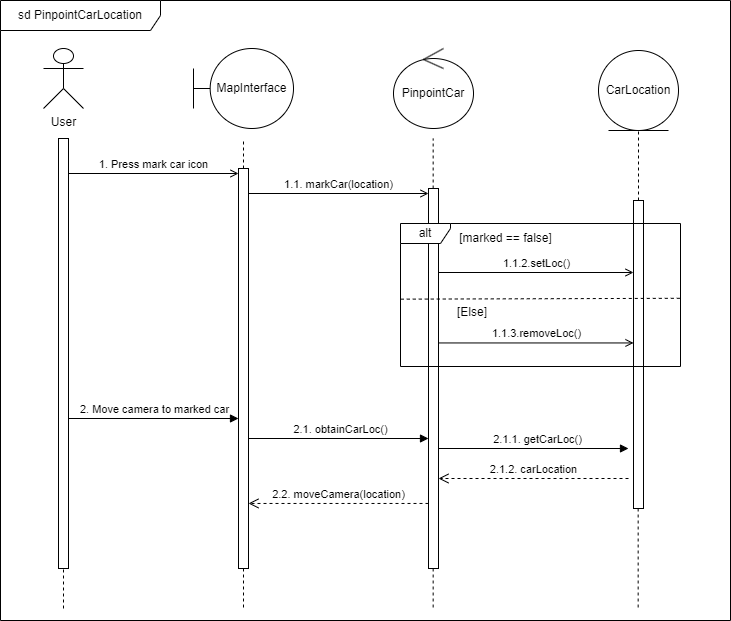 sd PinpointCarLocation
User
MapInterface
PinpointCar
CarLocation
1. Press mark car icon
1.1. markCar(location)
alt
[marked == false]
1.1.2.setLoc()
[Else]
1.1.3.removeLoc()
2. Move camera to marked car
2.1. obtainCarLoc()
2.1.1. getCarLoc()
2.1.2. carLocation
2.2. moveCamera(location)